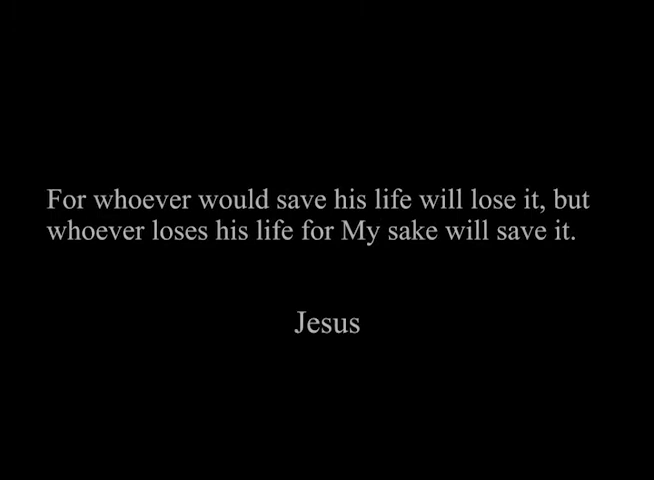 For whoever would save his life will lose it, but
whoever loses his life for My sake will save it.
Jesus